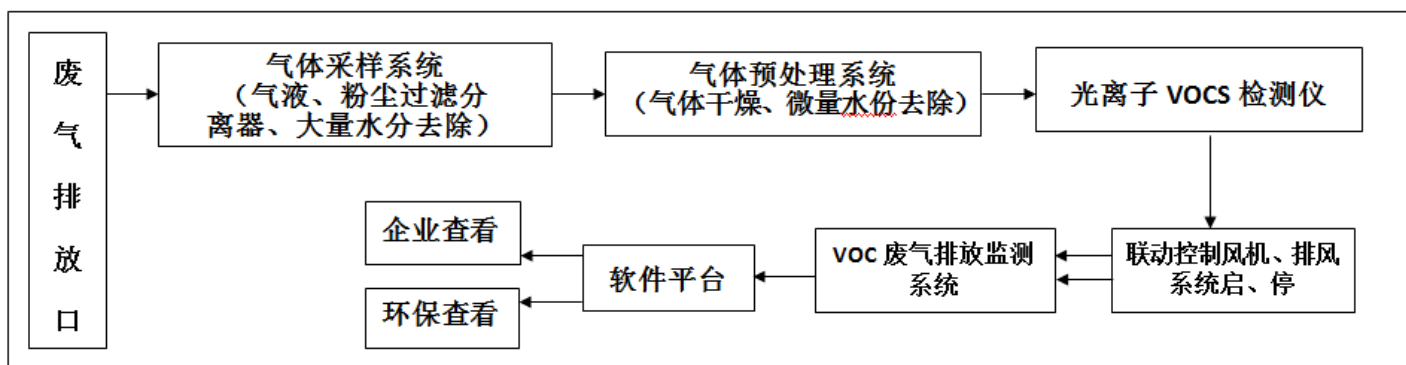 废气排放口
气体采样系统
（气液、粉尘过滤分
离器、大量水分去除）
气体预处理系统
（气体干燥、微量水份去除）
光离子 VOCS 检测仪
联动控制风机、排风
系统启、停
VOC 废气排放监测
系统
软件平台
企业查看
环保查看